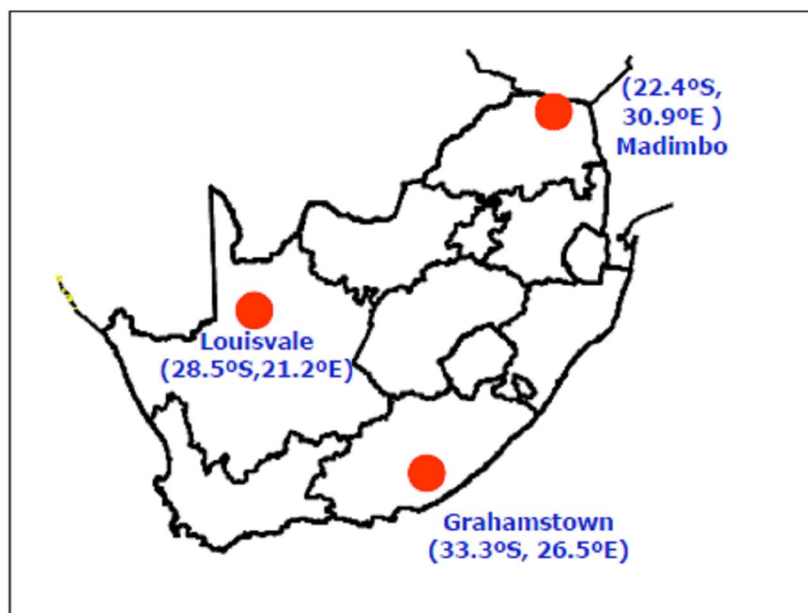 (22.4ºS,
30.9ºE )
Madimbo
Louisvale
(28.5ºS,21.2ºE)
Grahamstown
(33.3ºS, 26.5ºE)